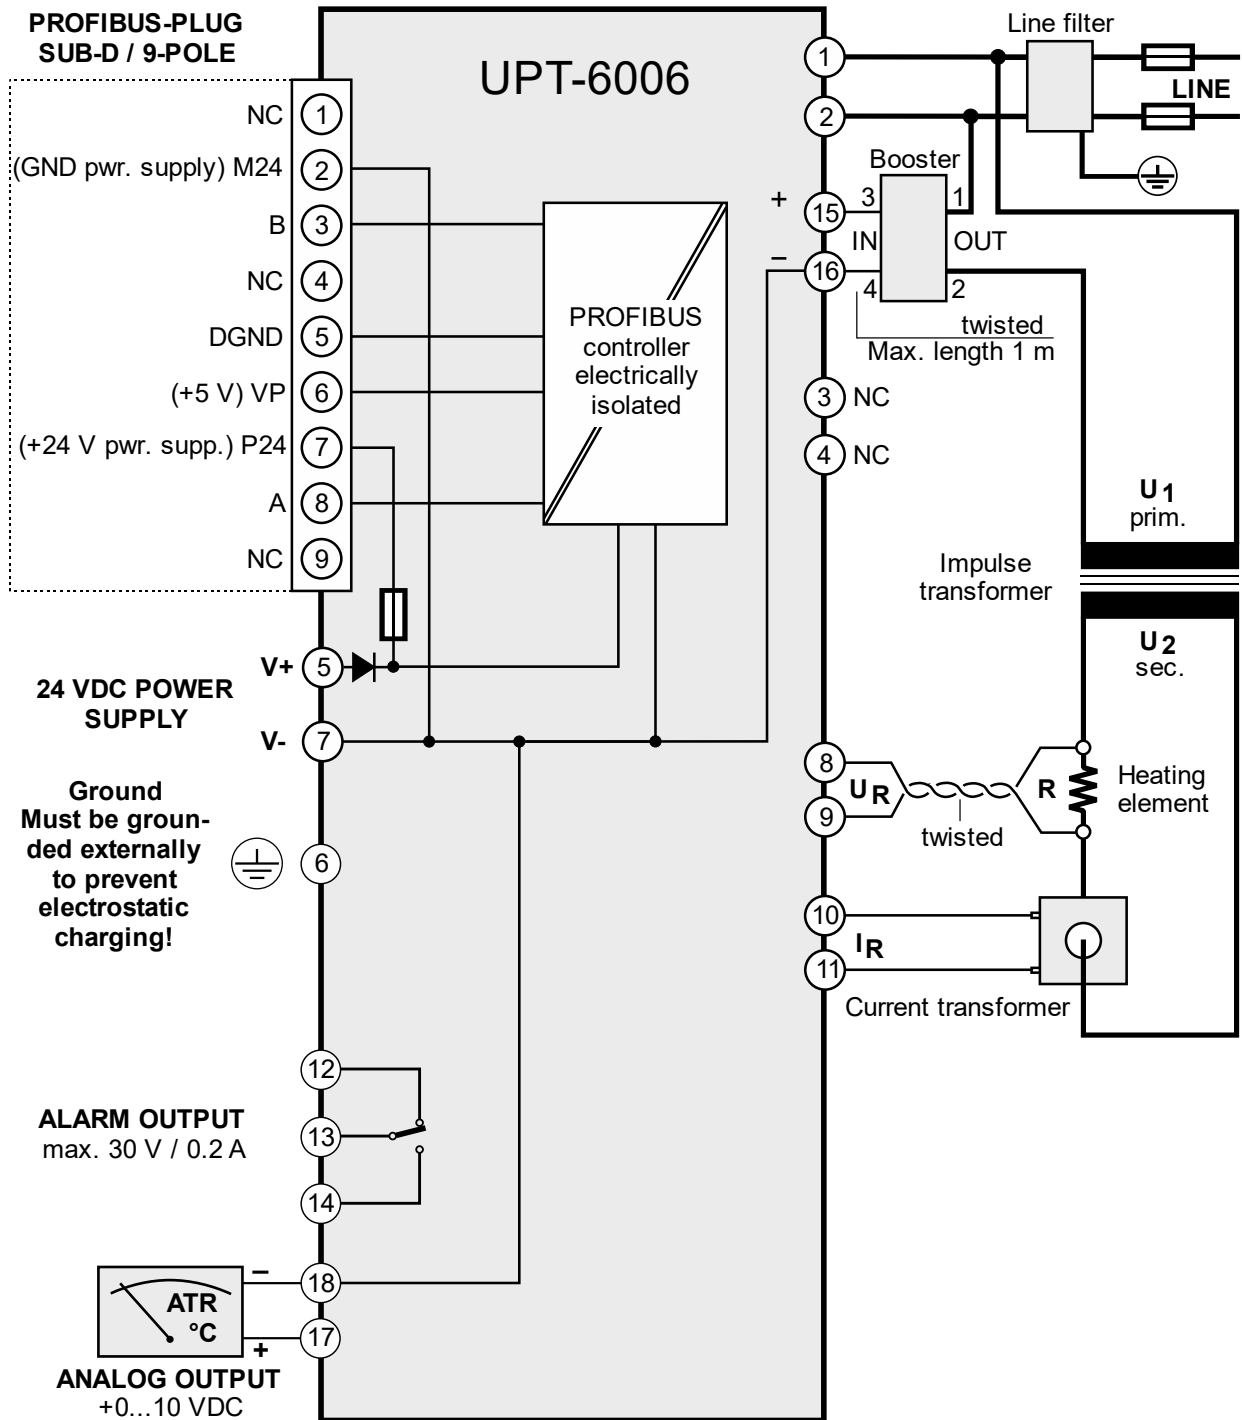 PROFIBUS-PLUG
SUB-D / 9-POLE
UPT-6006
Line filter
LINE
1
2
NC 1
(GND pwr. supply) M24 2
B 3
NC 4
DGND 5
(+5 V) VP 6
(+24 V pwr. supp.) P24 7
A 8
NC 9
PROFIBUS
controller
electrically
isolated
Booster
+ 15 3 1
IN OUT
– 16 4 2
twisted
Max. length 1 m
3 NC
4 NC
U1
prim.
Impulse
transformer
U2
sec.
V+ 5
24 VDC POWER
SUPPLY
V- 7
Ground
Must be groun-
ded externally
to prevent
electrostatic
charging!
6
8
9
UR
twisted
R
Heating
element
10
11
IR
Current transformer
12
13
14
ALARM OUTPUT
max. 30 V / 0.2 A
– 18
ATR
°C
+ 17
ANALOG OUTPUT
+0...10 VDC